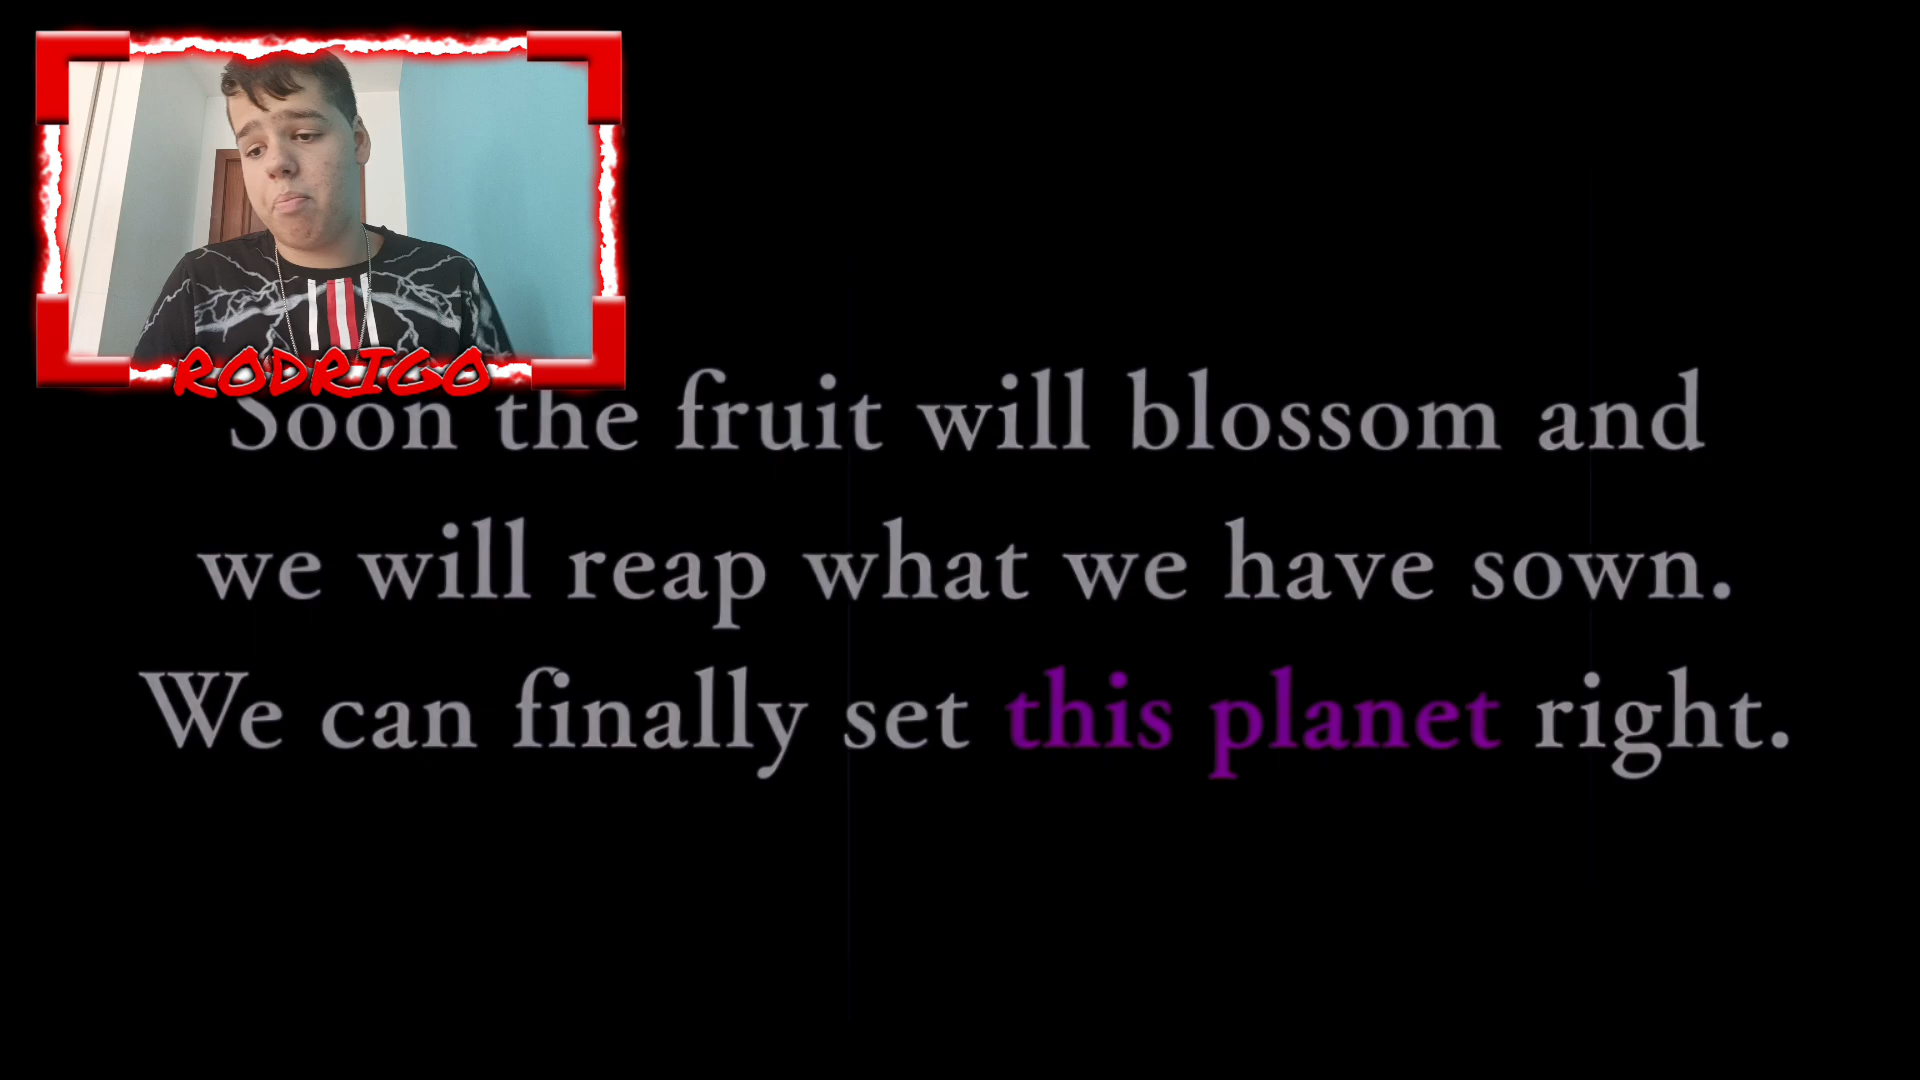 RODRIGO
Soon the fruit will blossom and
we will reap what we have sown.
We can finally set this planet right.